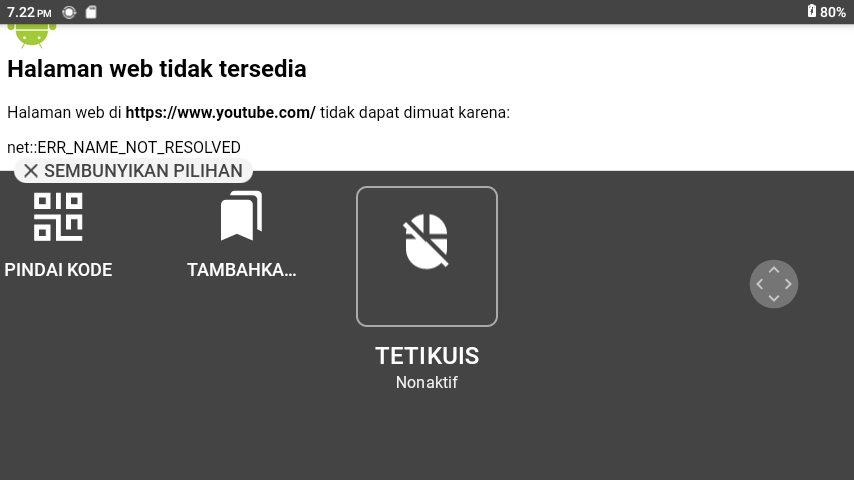 7.22 PM
80%
Halaman web tidak tersedia
Halaman web di https://www.youtube.com/ tidak dapat dimuat karena:
net::ERR_NAME_NOT_RESOLVED
SEMBUNYIKAN PILIHAN
PINDAI KODE
TAMBAHKA...
TETIKUIS
Nonaktif